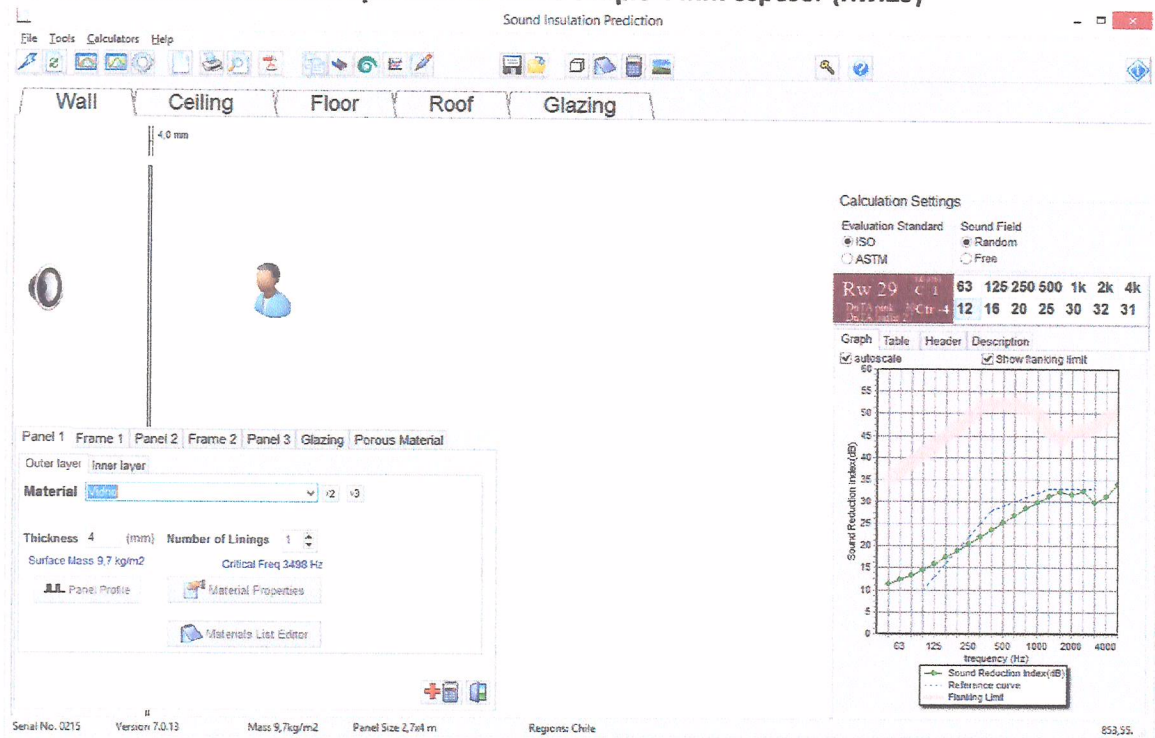 Sound Insulation Prediction
File Tools Calculators Help
Wall Ceiling Floor Roof Glazing
4,0 mm
Calculation Settings
Evaluation Standard Sound Field
ISO Random
ASTM Free
Rw 29 C -1 63 125 250 500 1k 2k 4k
Ctr -4 12 16 20 25 30 32 31
Graph Table Header Description
autoscale Show flanking limit
60
55
50
45
40
35
30
25
20
15
10
5
0
Sound Reduction Index(dB)
63 125 250 500 1000 2000 4000
frequency (Hz)
Sound Reduction Index(dB)
Reference curve
Flanking Limit
Panel 1 Frame 1 Panel 2 Frame 2 Panel 3 Glazing Porous Material
Outer layer Inner layer
Material Vidrio
Thickness 4 (mm) Number of Linings 1
Surface Mass 9,7 kg/m2 Critical Freq 3498 Hz
Panel Profile Material Properties
Materials List Editor
Serial No. 0215 Version 7.0.13 Mass 9,7kg/m2 Panel Size 2,7x4 m Regions: Chile 853,55.